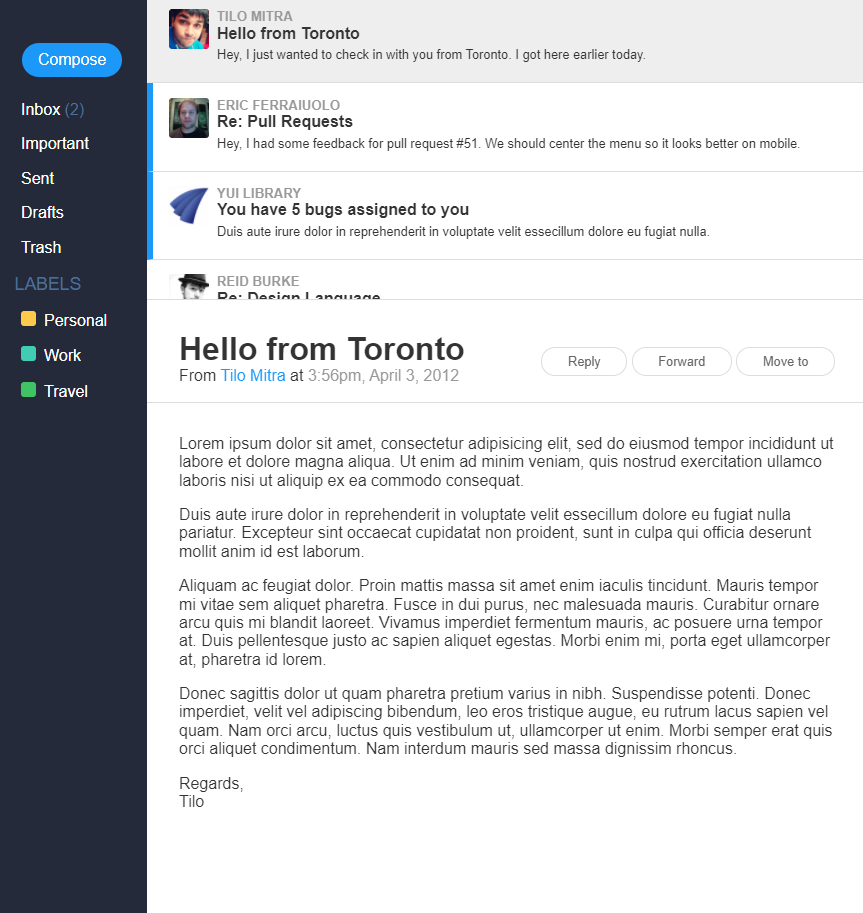 Compose
Inbox (2)
Important
Sent
Drafts
Trash
LABELS
Personal
Work
Travel
TILO MITRA
Hello from Toronto
Hey, I just wanted to check in with you from Toronto. I got here earlier today.
ERIC FERRAIUOLO
Re: Pull Requests
Hey, I had some feedback for pull request #51. We should center the menu so it looks better on mobile.
YUI LIBRARY
You have 5 bugs assigned to you
Duis aute irure dolor in reprehenderit in voluptate velit essecillum dolore eu fugiat nulla.
REID BURKE
Re: Design Language
Hello from Toronto
From Tilo Mitra at 3:56pm, April 3, 2012
Reply
Forward
Move to
Lorem ipsum dolor sit amet, consectetur adipisicing elit, sed do eiusmod tempor incididunt ut
labore et dolore magna aliqua. Ut enim ad minim veniam, quis nostrud exercitation ullamco
laboris nisi ut aliquip ex ea commodo consequat.
Duis aute irure dolor in reprehenderit in voluptate velit essecillum dolore eu fugiat nulla
pariatur. Excepteur sint occaecat cupidatat non proident, sunt in culpa qui officia deserunt
mollit anim id est laborum.
Aliquam ac feugiat dolor. Proin mattis massa sit amet enim iaculis tincidunt. Mauris tempor
mi vitae sem aliquet pharetra. Fusce in dui purus, nec malesuada mauris. Curabitur ornare
arcu quis mi blandit laoreet. Vivamus imperdiet fermentum mauris, ac posuere urna tempor
at. Duis pellentesque justo ac sapien aliquet egestas. Morbi enim mi, porta eget ullamcorper
at, pharetra id lorem.
Donec sagittis dolor ut quam pharetra pretium varius in nibh. Suspendisse potenti. Donec
imperdiet, velit vel adipiscing bibendum, leo eros tristique augue, eu rutrum lacus sapien vel
quam. Nam orci arcu, luctus quis vestibulum ut, ullamcorper ut enim. Morbi semper erat quis
orci aliquet condimentum. Nam interdum mauris sed massa dignissim rhoncus.
Regards,
Tilo